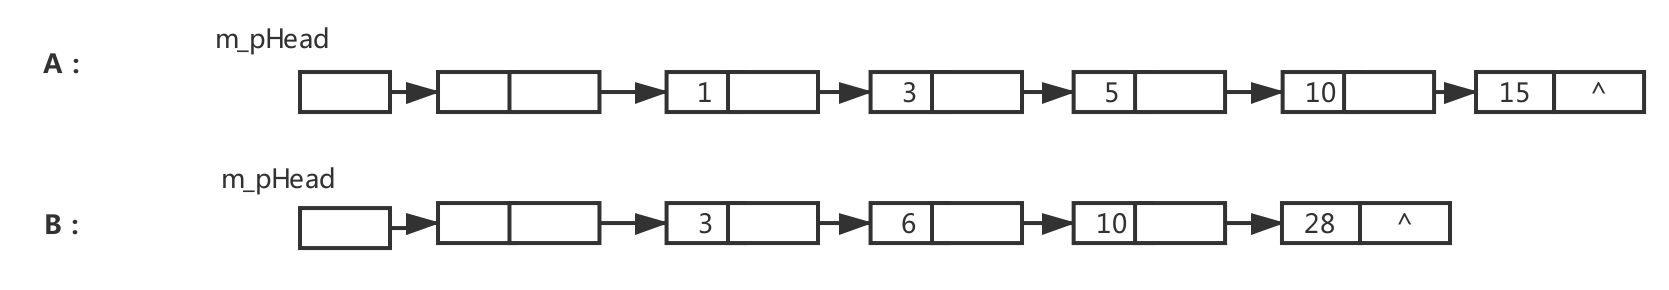 m_pHead
A：
1 3 5 10 15 ^
m_pHead
B：
3 6 10 28 ^